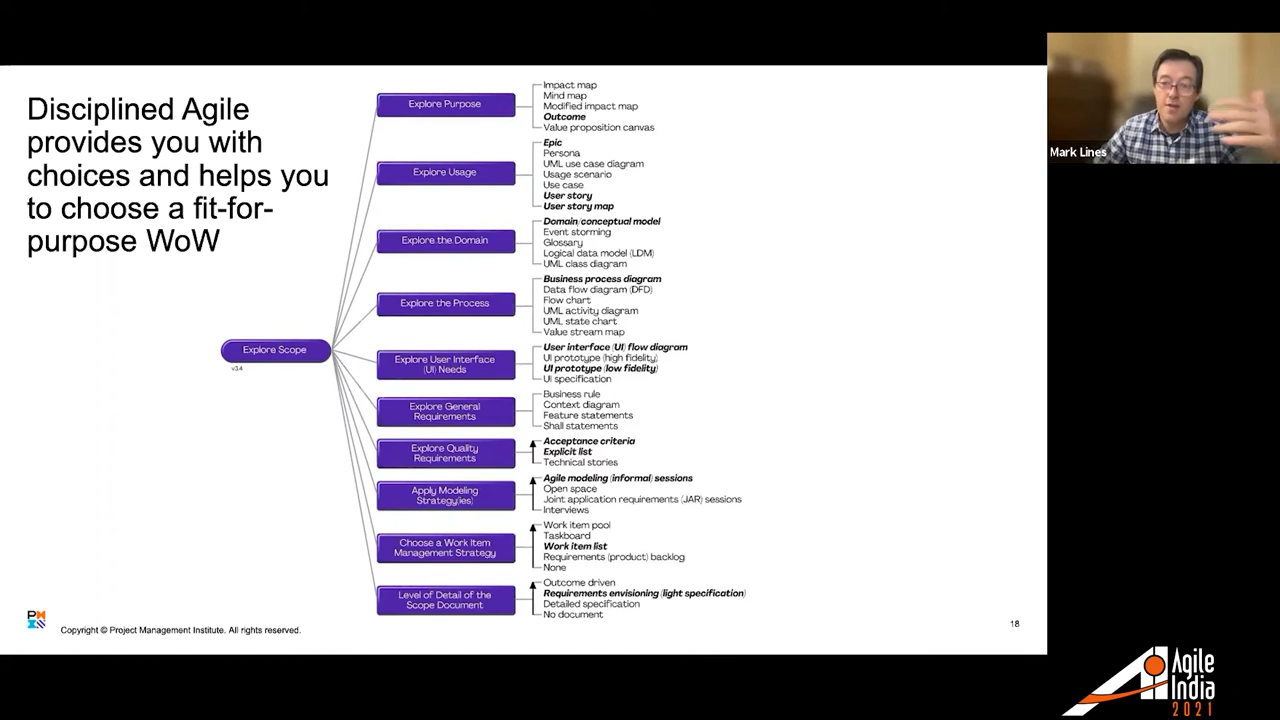 Disciplined Agile
provides you with
choices and helps you
to choose a fit-for-
purpose WoW
Explore Scope
v3.4
Explore Purpose
Impact map
Mind map
Modified impact map
Outcome
Value proposition canvas
Explore Usage
Epic
Persona
UML use case diagram
Usage scenario
Use case
User story
User story map
Explore the Domain
Domain/conceptual model
Event storming
Glossary
Logical data model (LDM)
UML class diagram
Explore the Process
Business process diagram
Data flow diagram (DFD)
Flow chart
UML activity diagram
UML state chart
Value stream map
Explore User Interface
(UI) Needs
User interface (UI) flow diagram
UI prototype (high fidelity)
UI prototype (low fidelity)
UI specification
Explore General
Requirements
Business rule
Context diagram
Feature statements
Shall statements
Explore Quality
Requirements
Acceptance criteria
Explicit list
Technical stories
Apply Modeling
Strategy(ies)
Agile modeling (informal) sessions
Open space
Joint application requirements (JAR) sessions
Interviews
Choose a Work Item
Management Strategy
Work item pool
Taskboard
Work item list
Requirements (product) backlog
None
Level of Detail of the
Scope Document
Outcome driven
Requirements envisioning (light specification)
Detailed specification
No document
Copyright © Project Management Institute. All rights reserved.
18
Mark Lines
Agile
India
2021